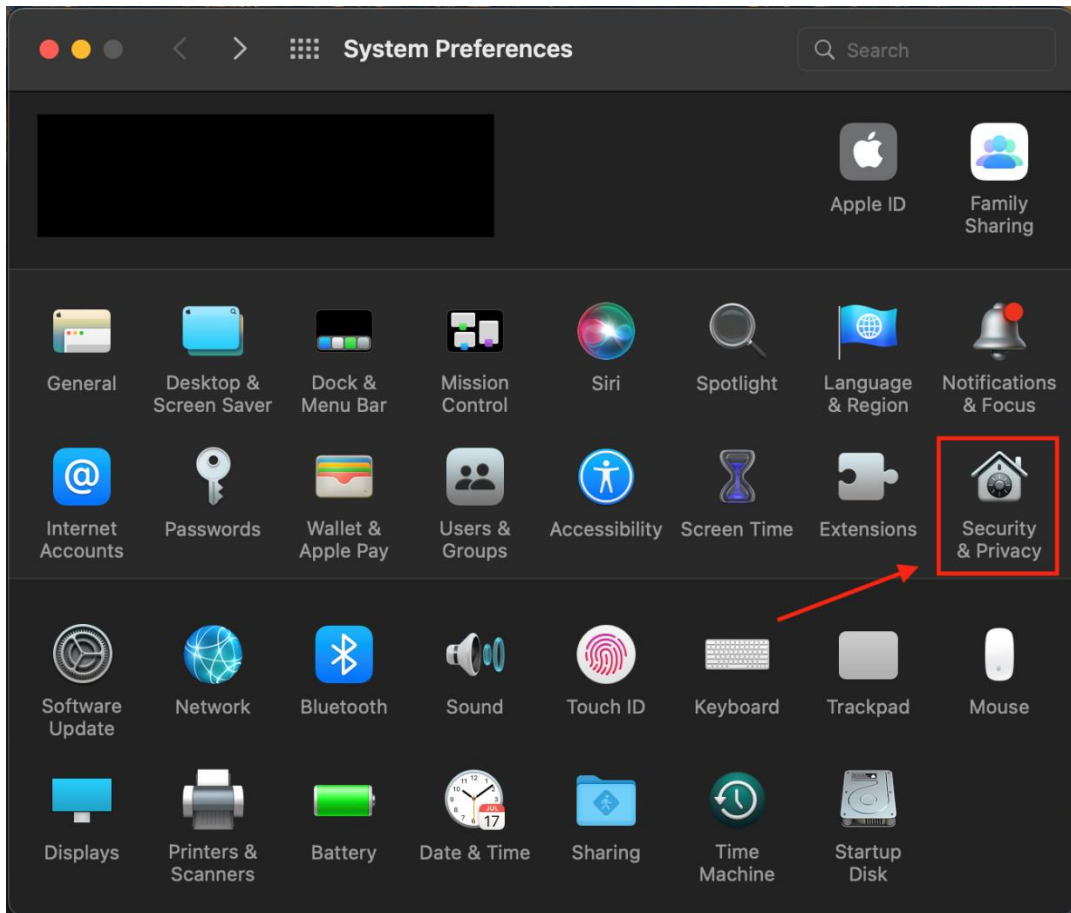 System Preferences
Search
Apple ID
Family
Sharing
General
Desktop &
Screen Saver
Dock &
Menu Bar
Mission
Control
Siri
Spotlight
Language
& Region
Notifications
& Focus
Internet
Accounts
Passwords
Wallet &
Apple Pay
Users &
Groups
Accessibility
Screen Time
Extensions
Security
& Privacy
Software
Update
Network
Bluetooth
Sound
Touch ID
Keyboard
Trackpad
Mouse
Displays
Printers &
Scanners
Battery
JUL
17
Date & Time
Sharing
Time
Machine
Startup
Disk